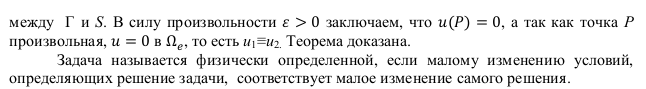 между Γ и S. В силу произвольности ε > 0 заключаем, что u(P) = 0, а так как точка P
произвольная, u = 0 в Ωₑ, то есть u₁≡u₂. Теорема доказана.
Задача называется физически определенной, если малому изменению условий,
определяющих решение задачи, соответствует малое изменение самого решения.